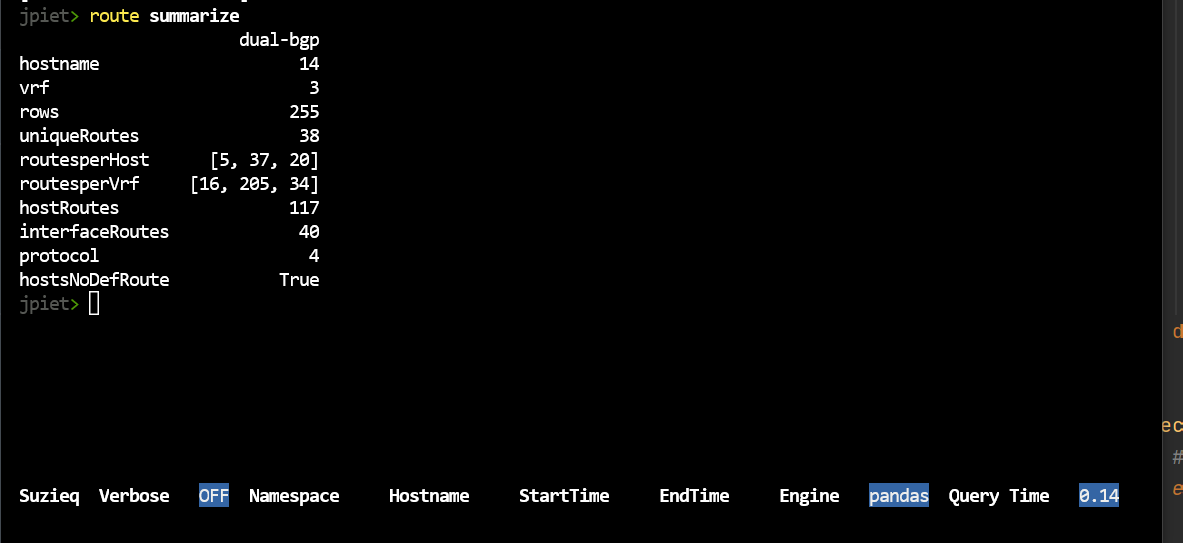 jpiet> route summarize
dual-bgp
hostname 14
vrf 3
rows 255
uniqueRoutes 38
routesperHost [5, 37, 20]
routesperVrf [16, 205, 34]
hostRoutes 117
interfaceRoutes 40
protocol 4
hostsNoDefRoute True
jpiet>
d
ec
#
e
Suzieq Verbose OFF Namespace Hostname StartTime EndTime Engine pandas Query Time 0.14